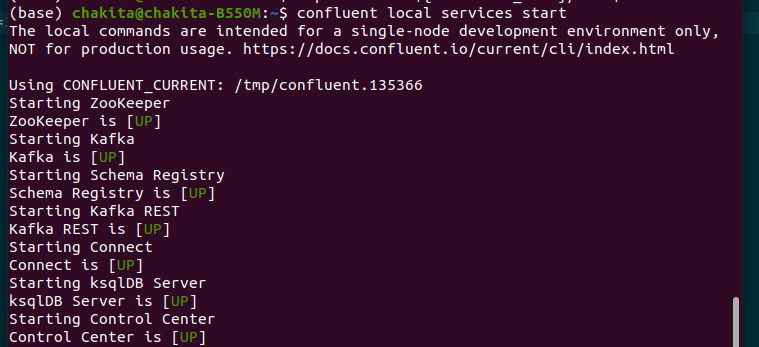 (base) chakita@chakita-B550M:~$ confluent local services start
The local commands are intended for a single-node development environment only,
NOT for production usage. https://docs.confluent.io/current/cli/index.html
Using CONFLUENT_CURRENT: /tmp/confluent.135366
Starting ZooKeeper
ZooKeeper is [UP]
Starting Kafka
Kafka is [UP]
Starting Schema Registry
Schema Registry is [UP]
Starting Kafka REST
Kafka REST is [UP]
Starting Connect
Connect is [UP]
Starting ksqlDB Server
ksqlDB Server is [UP]
Starting Control Center
Control Center is [UP]